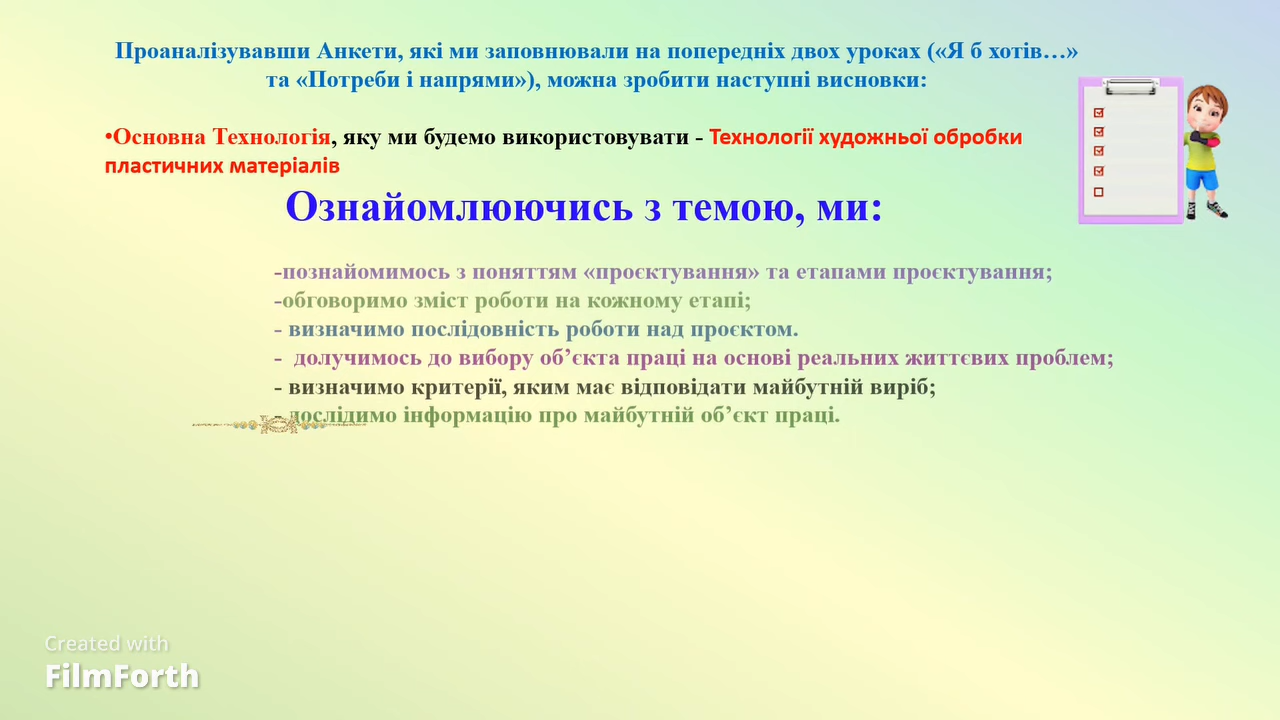 Проаналізувавши Анкети, які ми заповнювали на попередніх двох уроках («Я б хотів…»
та «Потреби і напрями»), можна зробити наступні висновки:
•Основна Технологія, яку ми будемо використовувати - Технології художньої обробки
пластичних матеріалів
Ознайомлюючись з темою, ми:
-познайомимось з поняттям «проєктування» та етапами проєктування;
-обговоримо зміст роботи на кожному етапі;
- визначимо послідовність роботи над проєктом.
- долучимось до вибору об’єкта праці на основі реальних життєвих проблем;
- визначимо критерії, яким має відповідати майбутній виріб;
- дослідимо інформацію про майбутній об’єкт праці.
Created with
FilmForth